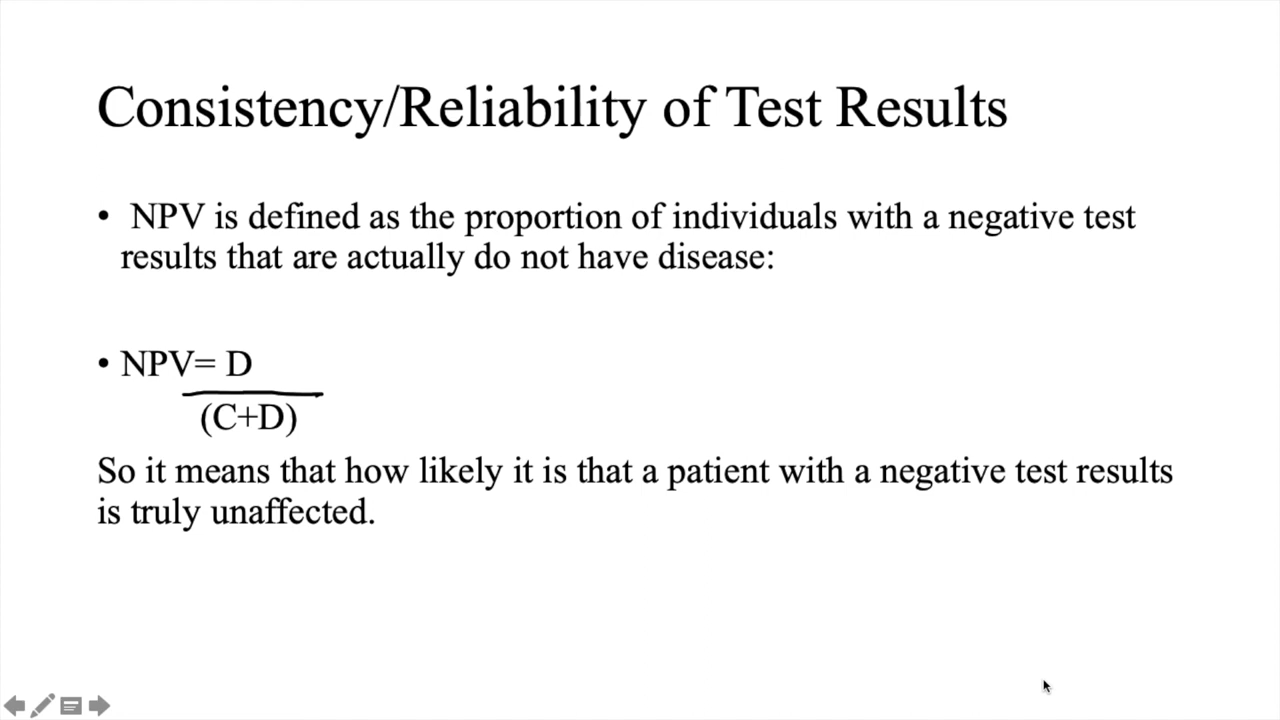 Consistency/Reliability of Test Results
• NPV is defined as the proportion of individuals with a negative test
results that are actually do not have disease:
• NPV= D
(C+D)
So it means that how likely it is that a patient with a negative test results
is truly unaffected.